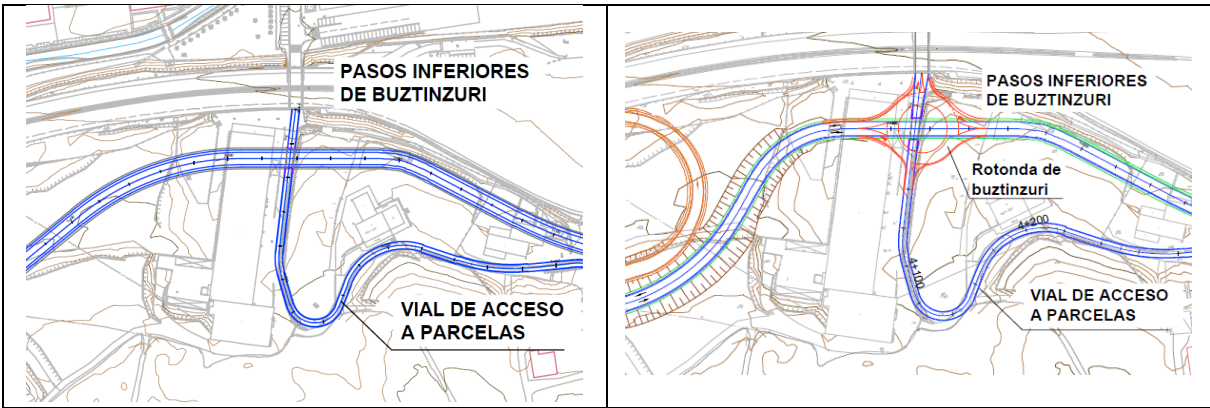 PASOS INFERIORES
DE BUZTINZURI
VIAL DE ACCESO
A PARCELAS
PASOS INFERIORES
DE BUZTINZURI
Rotonda de
buztinzuri
4+200
4+100
VIAL DE ACCESO
A PARCELAS